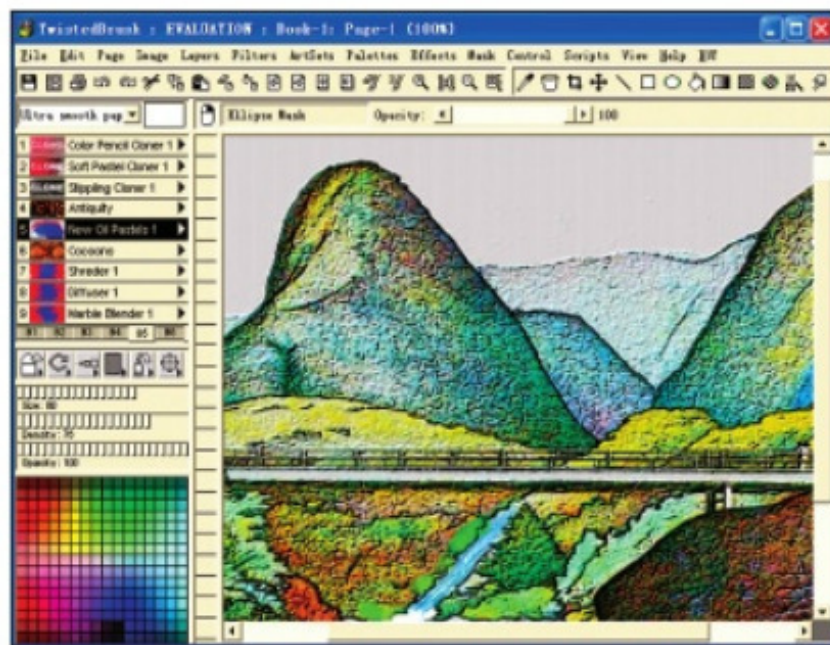 TwistedBrush : EVALUATION : Book-1: Page-1 (100%)
File Edit Page Image Layers Filters ArtSets Palettes Effects Mask Control Scripts View Help
Ultra smooth pap
Ellipse Mask Opacity: 100
1 Color Pencil Cloner 1
2 Soft Pastel Cloner 1
3 Stippling Cloner 1
4 Antiquity
5 New Oil Pastels 1
6 Cocoons
7 Shreder 1
8 Diffuser 1
9 Marble Blender 1
Size: 80
Density: 75
Opacity: 100